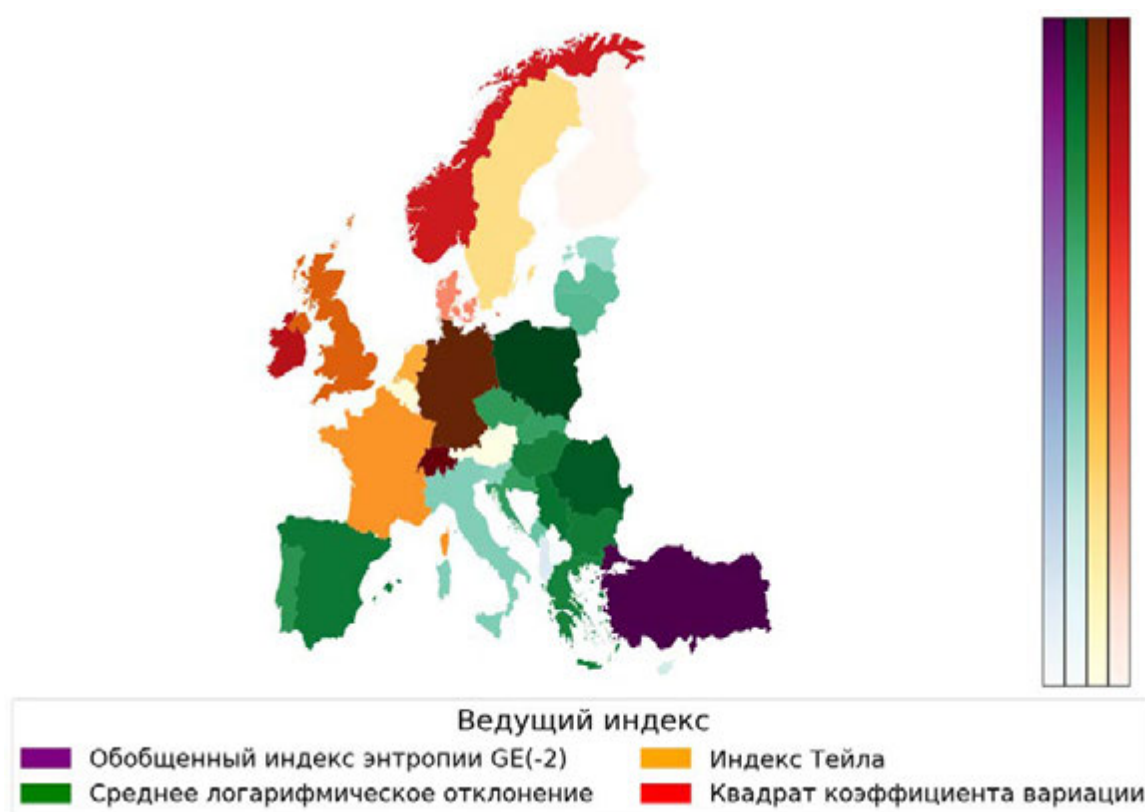 Ведущий индекс
Обобщенный индекс энтропии GE(-2)
Индекс Тейла
Среднее логарифмическое отклонение
Квадрат коэффициента вариации